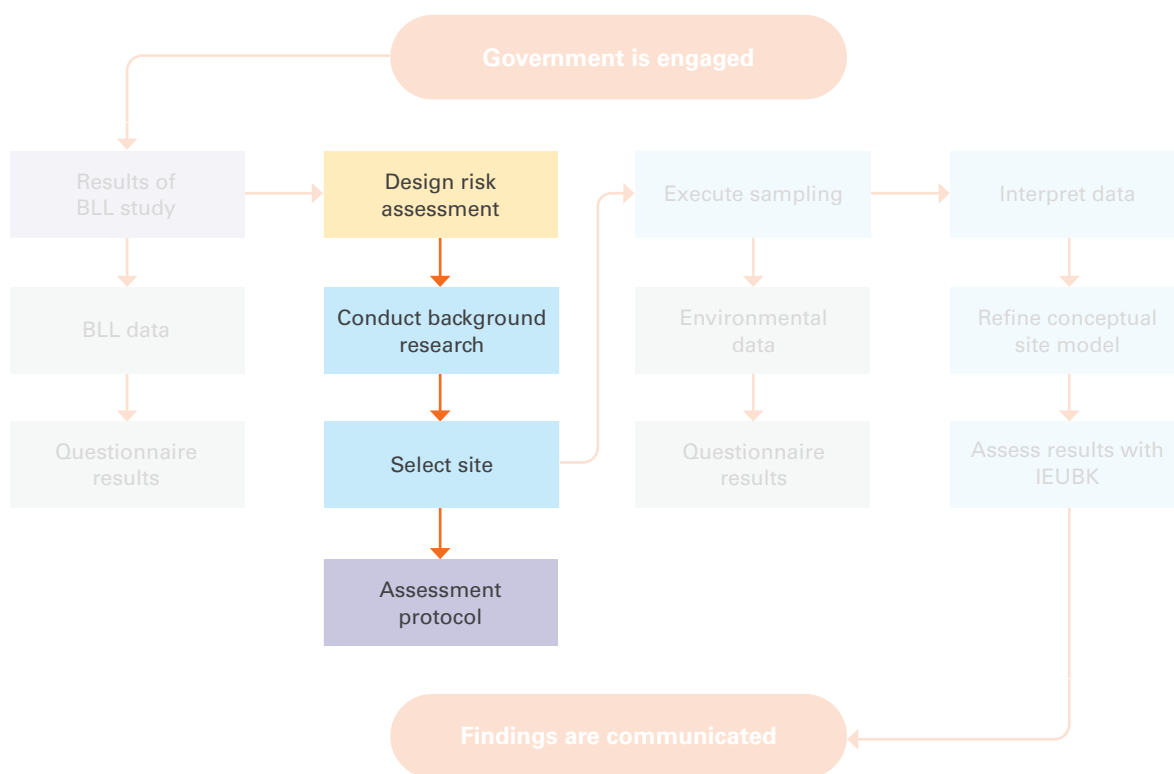 Government is engaged
Results of
BLL study
Design risk
assessment
Execute sampling
Interpret data
BLL data
Conduct background
research
Environmental
data
Refine conceptual
site model
Questionnaire
results
Select site
Questionnaire
results
Assess results with
IEUBK
Assessment
protocol
Findings are communicated